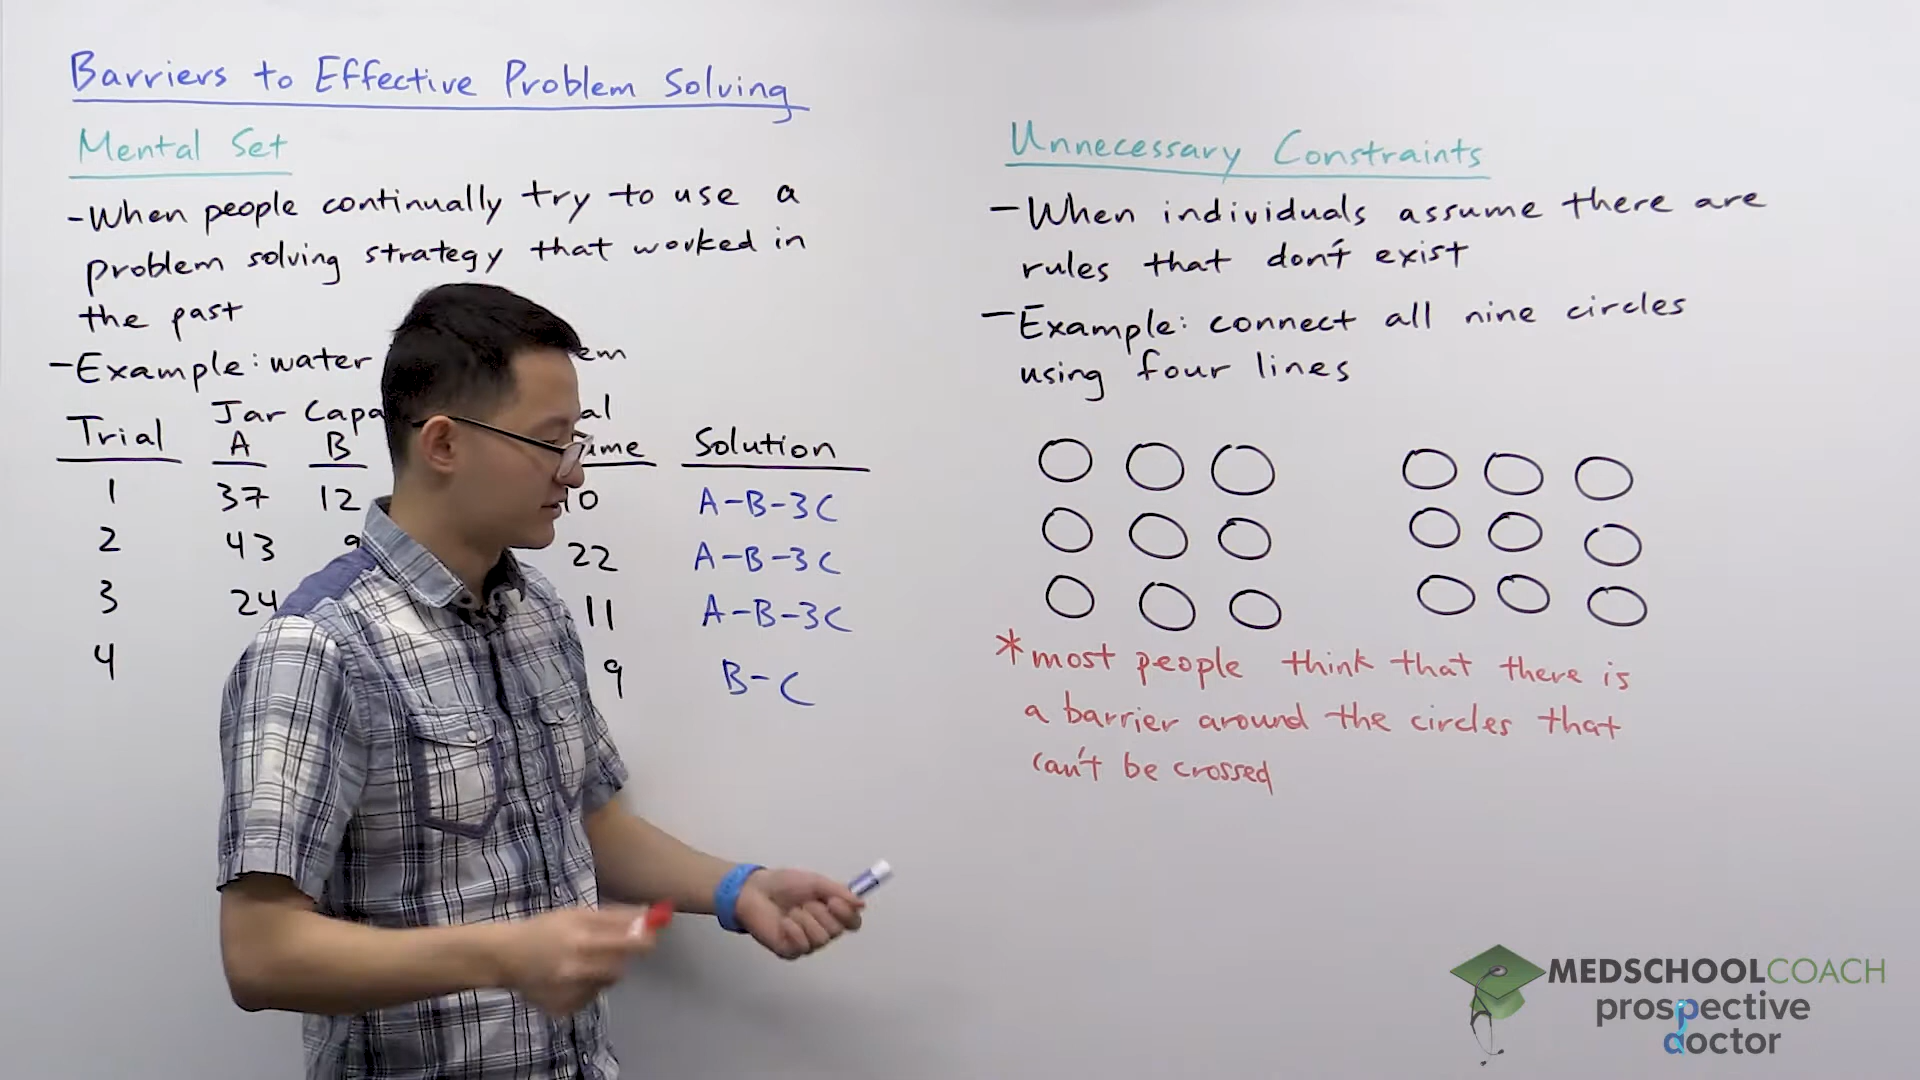 Barriers to Effective Problem Solving
Mental Set
-When people continually try to use a
problem solving strategy that worked in
the past
-Example: water
Jar
Trial A B Solution
1 37 12 10 A-B-3C
2 43 22 A-B-3C
3 24 11 A-B-3C
4 9 B-C
Unnecessary Constraints
-When individuals assume there are
rules that don't exist
-Example: connect all nine circles
using four lines
*most people think that there is
a barrier around the circles that
can't be crossed
MEDSCHOOLCOACH
prospective
doctor